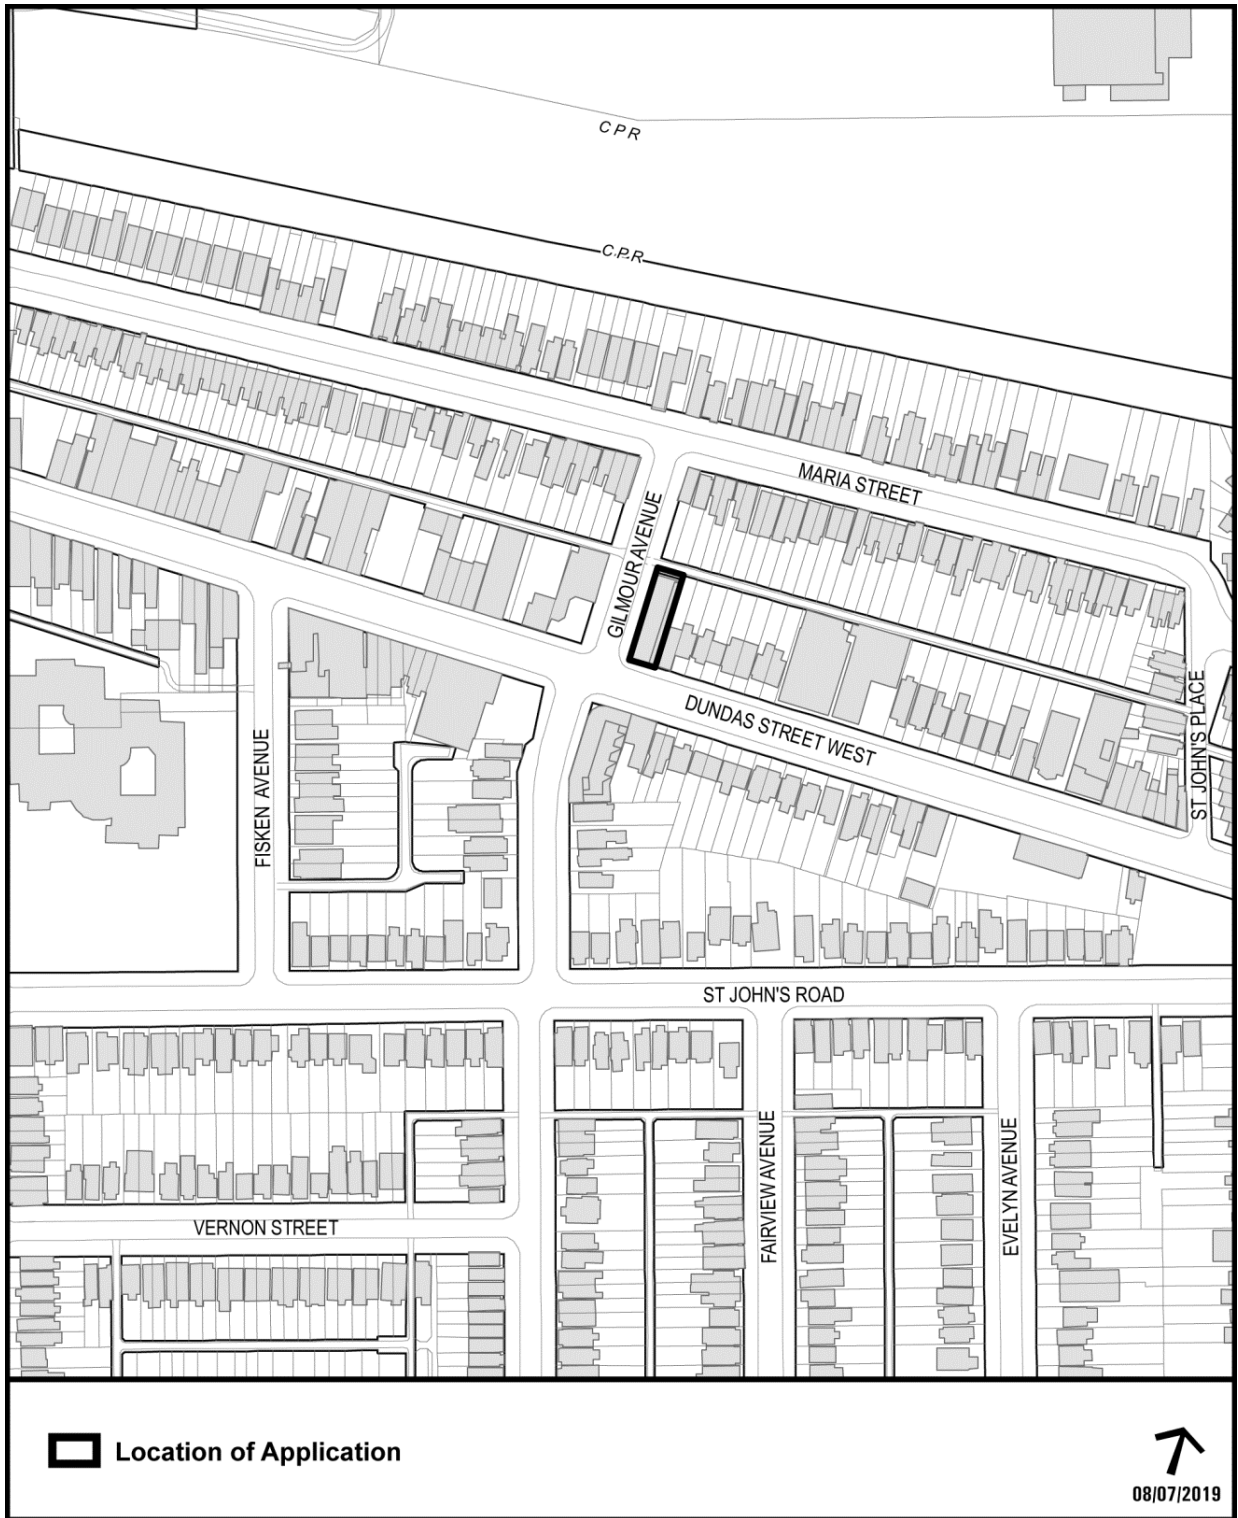 CPR
CPR
MARIA STREET
GILMOUR AVENUE
DUNDAS STREET WEST
ST JOHN'S PLACE
FISKEN AVENUE
ST JOHN'S ROAD
FAIRVIEW AVENUE
EVELYN AVENUE
VERNON STREET
Location of Application
08/07/2019